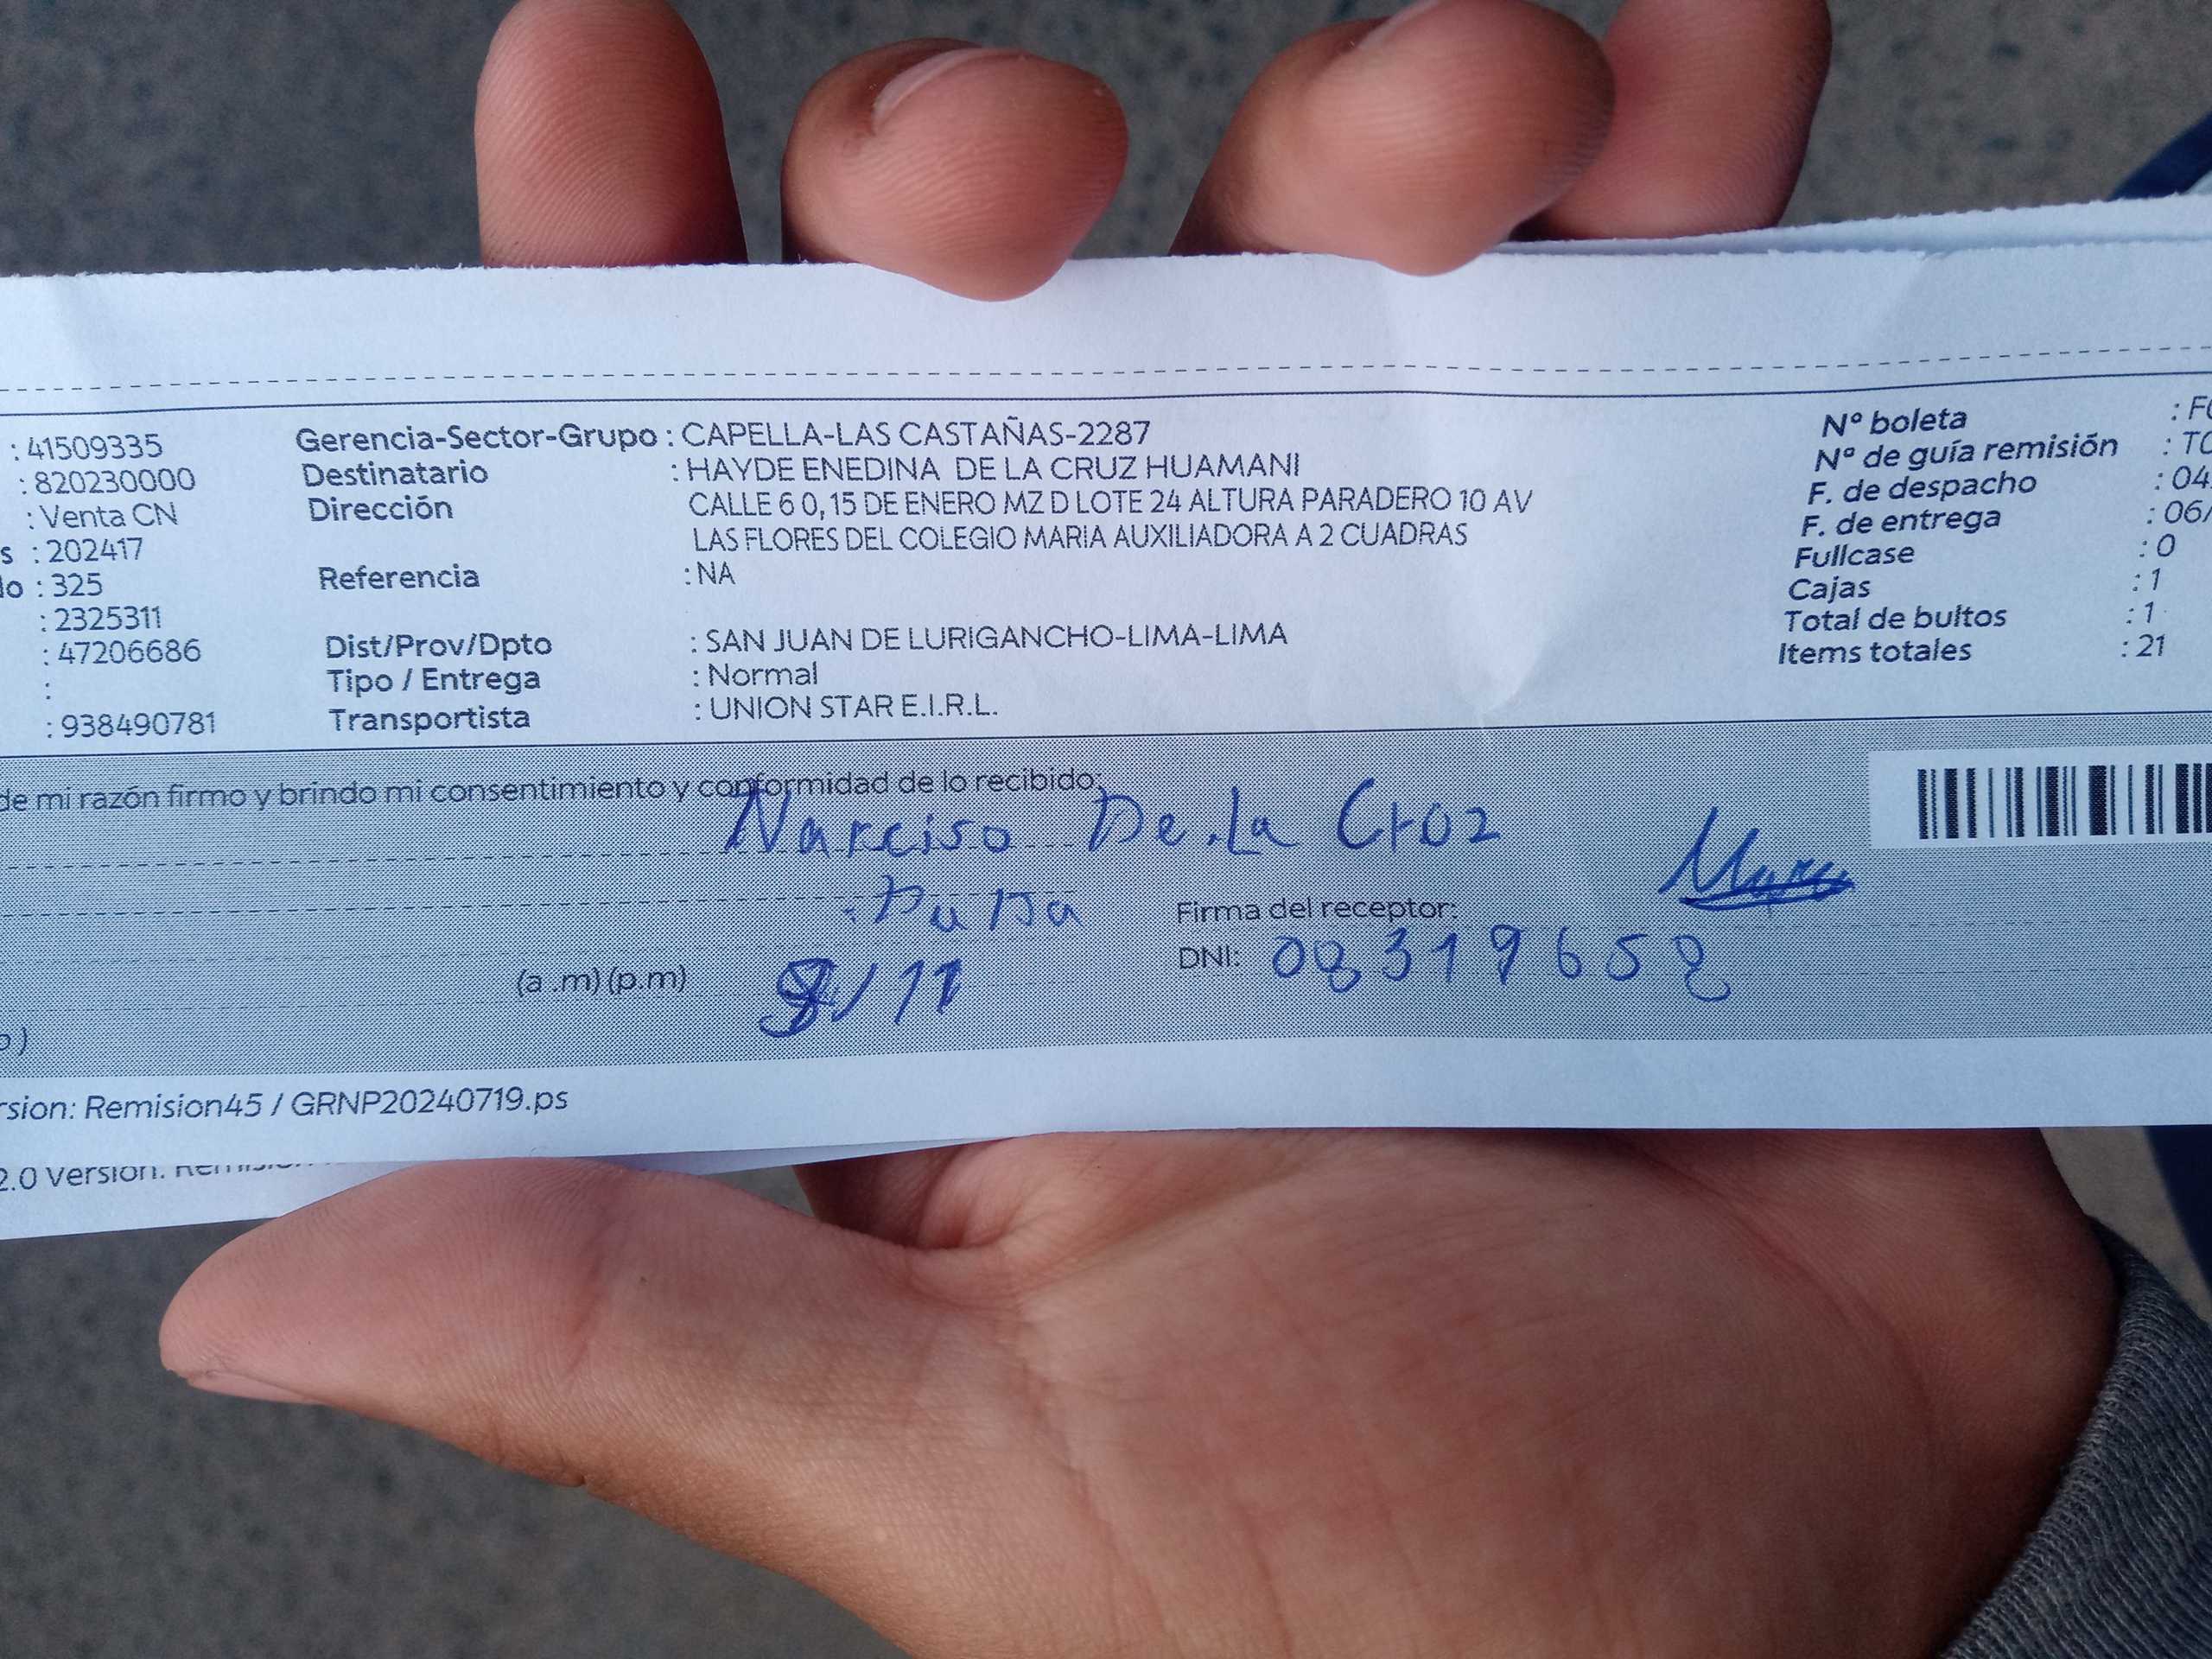 : 41509335 Gerencia-Sector-Grupo : CAPELLA-LAS CASTAÑAS-2287 Nº boleta : F
: 820230000 Destinatario : HAYDE ENEDINA DE LA CRUZ HUAMANI Nº de guía remisión : TC
: Venta CN Dirección CALLE 6 0, 15 DE ENERO MZ D LOTE 24 ALTURA PARADERO 10 AV F. de despacho : 04
s : 202417 LAS FLORES DEL COLEGIO MARIA AUXILIADORA A 2 CUADRAS F. de entrega : 06/
do : 325 Referencia : NA Fullcase : 0
: 2325311 Cajas : 1
: 47206686 Dist/Prov/Dpto : SAN JUAN DE LURIGANCHO-LIMA-LIMA Total de bultos : 1
: Tipo / Entrega : Normal Items totales : 21
: 938490781 Transportista : UNION STAR E.I.R.L.
de mi razón firmo y brindo mi consentimiento y conformidad de lo recibido:
Narciso De La Cruz
Firma del receptor:
(a .m) (p.m) /11 DNI: 08319658
o )
rsion: Remision45 / GRNP20240719.ps
2.0 Version: